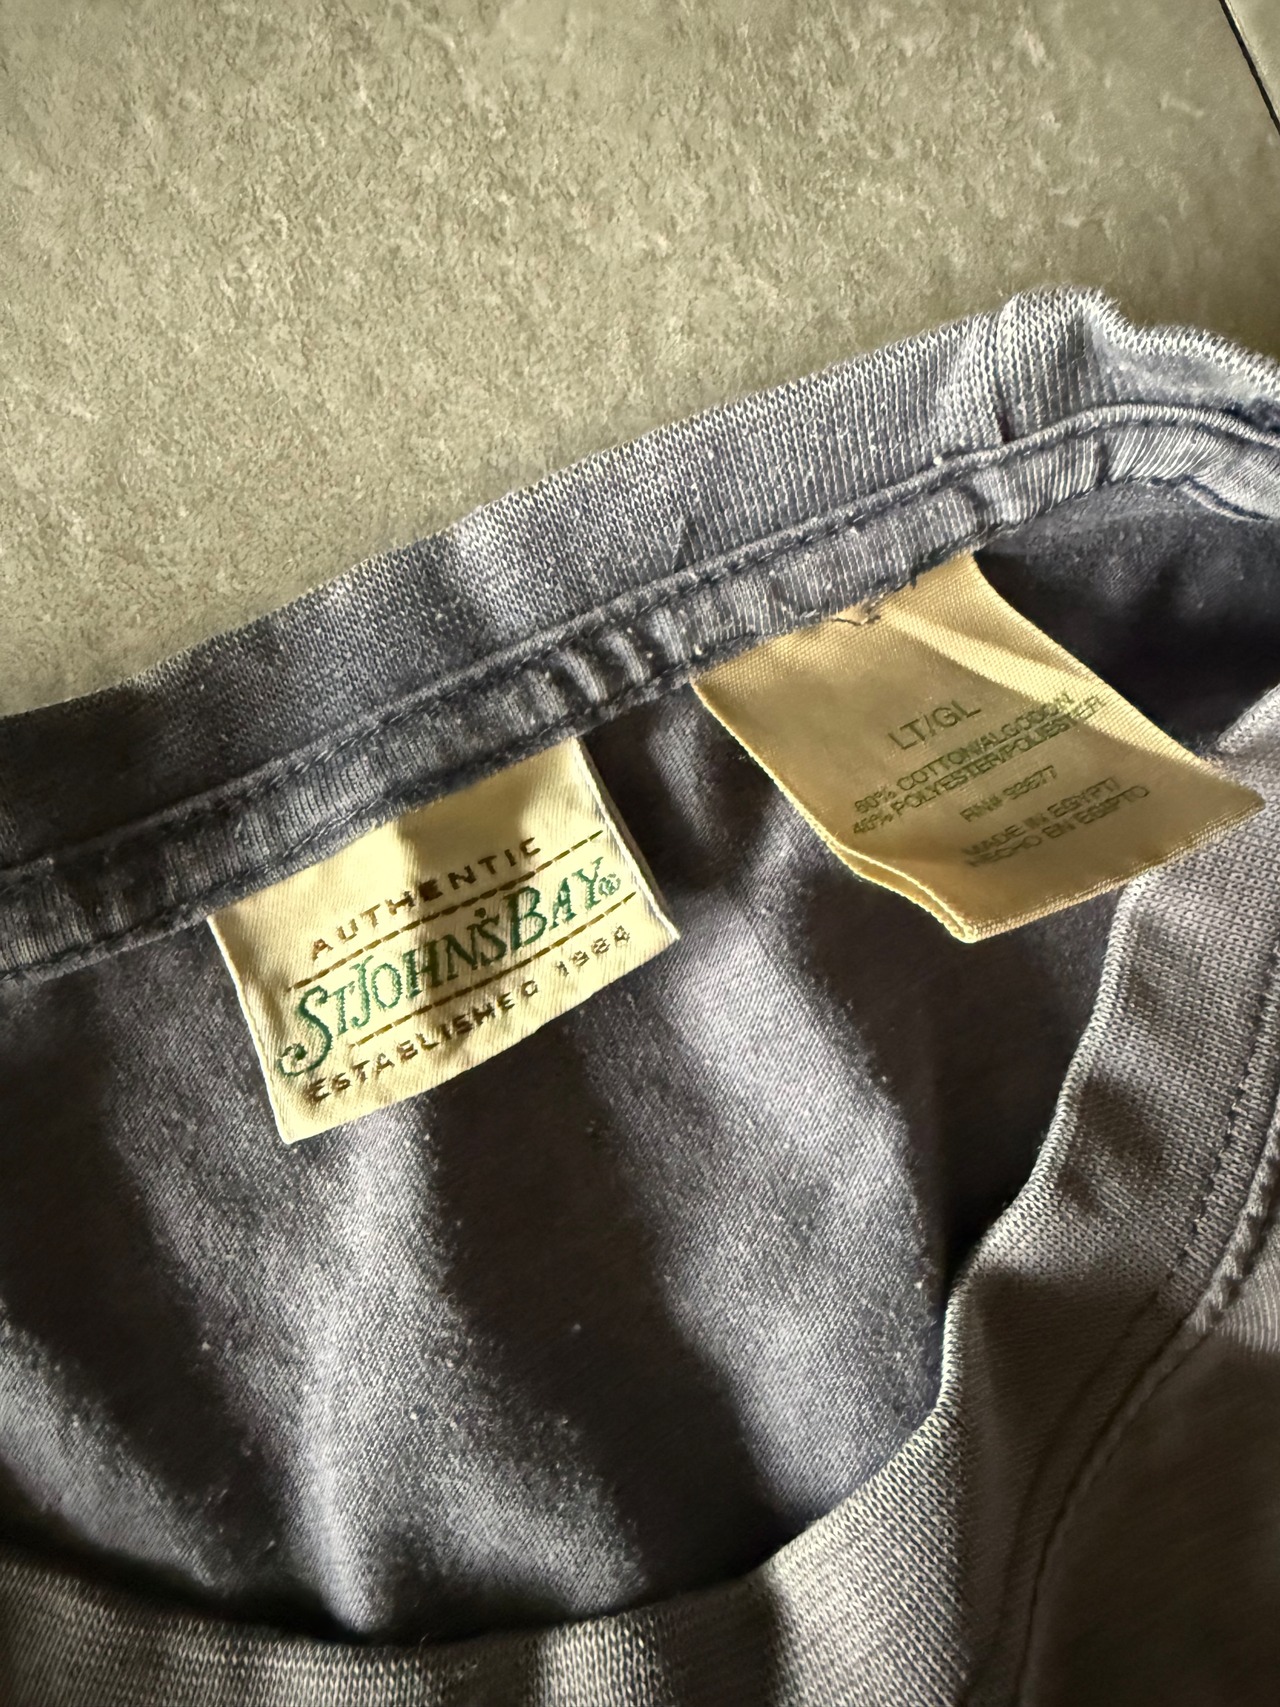 AUTHENTIC
ST JOHN'S BAY®
ESTABLISHED 1984
LT/GL
60% COTTON/ALGODON
40% POLYESTER/POLIESTER
RN# 93677
MADE IN EGYPT/
HECHO EN EGIPTO